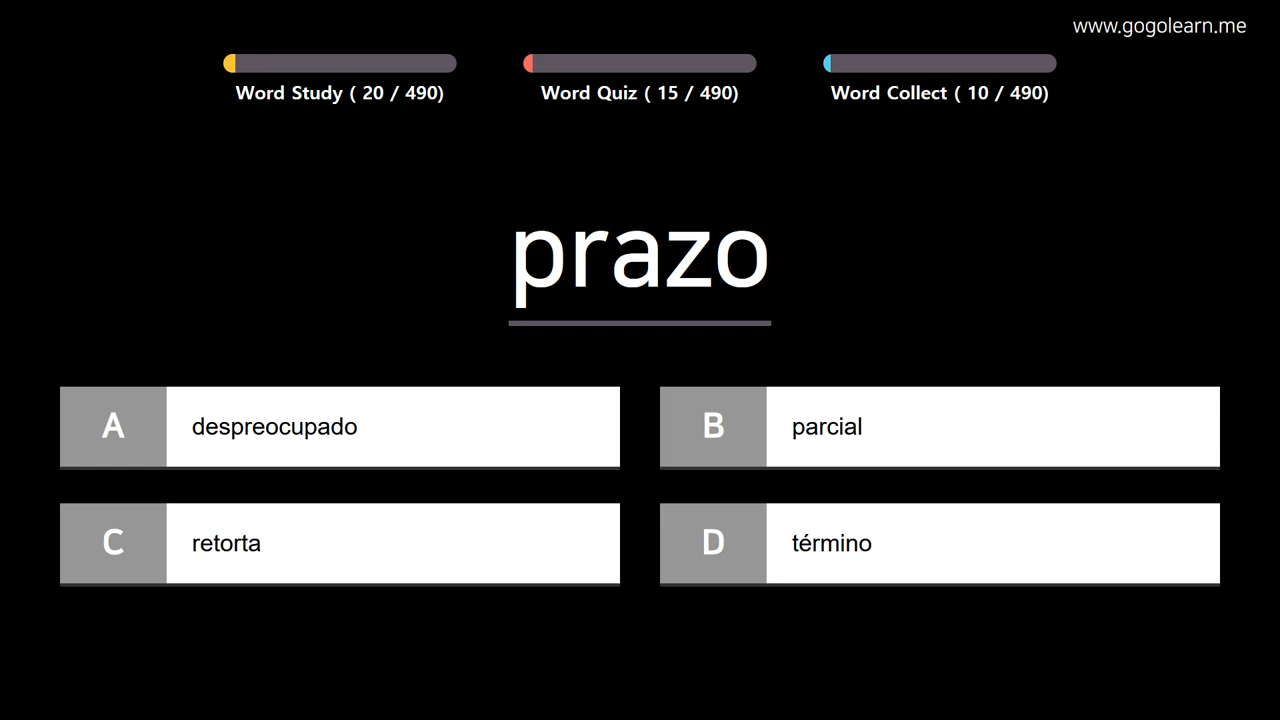 www.gogolearn.me
Word Study ( 20 / 490)
Word Quiz ( 15 / 490)
Word Collect ( 10 / 490)
prazo
A despreocupado
B parcial
C retorta
D término